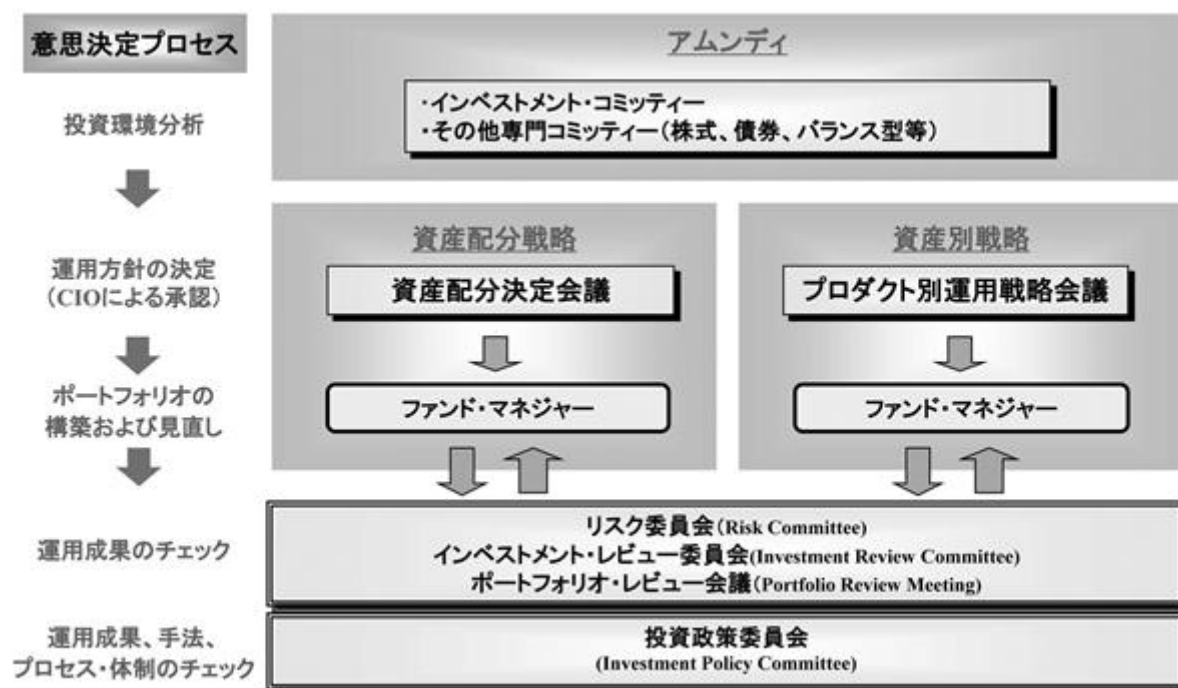 意思決定プロセス
アムンディ
・インベストメント・コミッティー
・その他専門コミッティー(株式、債券、バランス型等)
投資環境分析
資産配分戦略
資産別戦略
運用方針の決定
(CIOによる承認)
資産配分決定会議
プロダクト別運用戦略会議
ポートフォリオの
構築および見直し
ファンド・マネジャー
ファンド・マネジャー
運用成果のチェック
リスク委員会(Risk Committee)
インベストメント・レビュー委員会(Investment Review Committee)
ポートフォリオ・レビュー会議(Portfolio Review Meeting)
運用成果、手法、
プロセス・体制のチェック
投資政策委員会
(Investment Policy Committee)